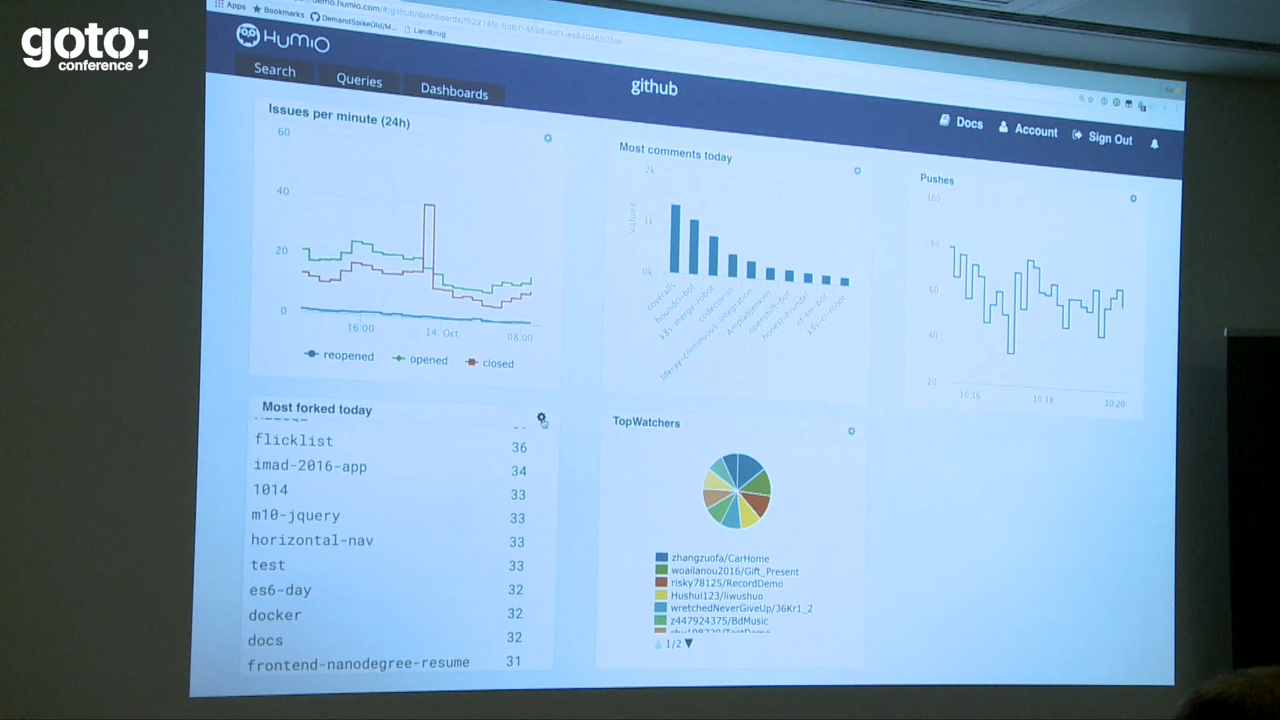 goto;
conference
Apps
Bookmarks
DemandSpikeOld/M...
Landbrug
HUMIO
Search
Queries
Dashboards
github
Docs
Account
Sign Out
Issues per minute (24h)
60
40
20
0
16:00
14. Oct
08:00
reopened
opened
closed
Most comments today
2k
1k
0k
Values
coveralls
houndci-bot
k8s-merge-robot
codecov-io
liferay-continuous-integration
AmplabJenkins
openshift-bot
k8s-ci-robot
Pushes
100
80
60
40
20
10:16
10:18
10:20
Most forked today
flicklist 36
imad-2016-app 34
1014 33
m10-jquery 33
horizontal-nav 33
test 33
es6-day 32
docker 32
docs 32
frontend-nanodegree-resume 31
TopWatchers
zhangzuofa/CarHome
woailanou2016/Gift_Present
risky78125/RecordDemo
Hushui123/liwushuo
wretchedNeverGiveUp/36Kr1_2
z447924375/BdMusic
1/2